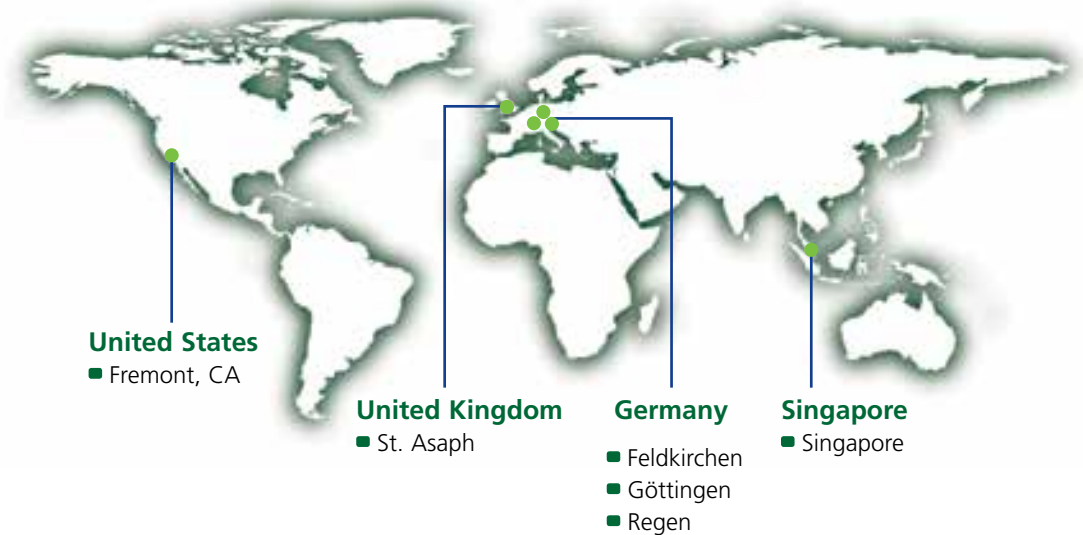 United States
Fremont, CA
United Kingdom
St. Asaph
Germany
Feldkirchen
Göttingen
Regen
Singapore
Singapore